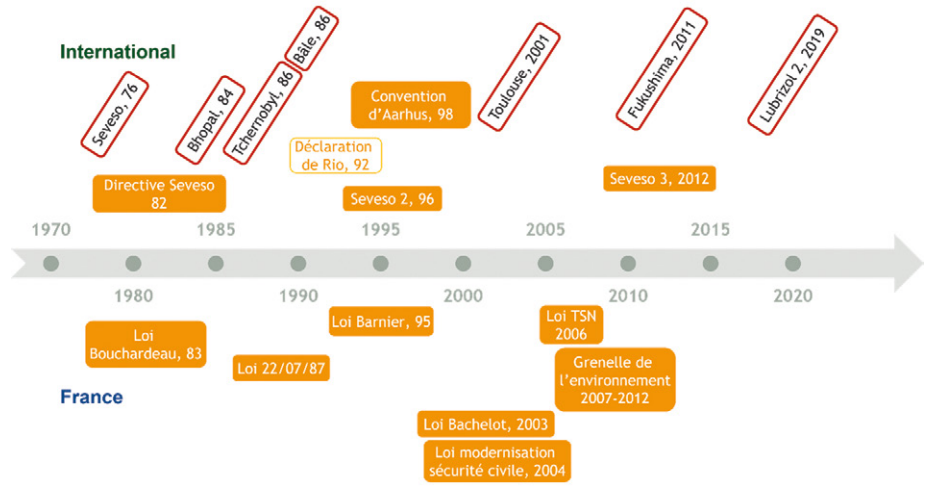 International
Seveso, 76
Bhopal, 84
Tchernobyl, 86
Bâle, 86
Toulouse, 2001
Fukushima, 2011
Lubrizol 2, 2019
Convention
d'Aarhus, 98
Déclaration
de Rio, 92
Directive Seveso
82
Seveso 2, 96
Seveso 3, 2012
1970
1985
1995
2005
2015
1980
1990
2000
2010
2020
Loi
Bouchardeau, 83
Loi 22/07/87
Loi Barnier, 95
Loi TSN
2006
Grenelle de
l'environnement
2007-2012
Loi Bachelot, 2003
Loi modernisation
sécurité civile, 2004
France